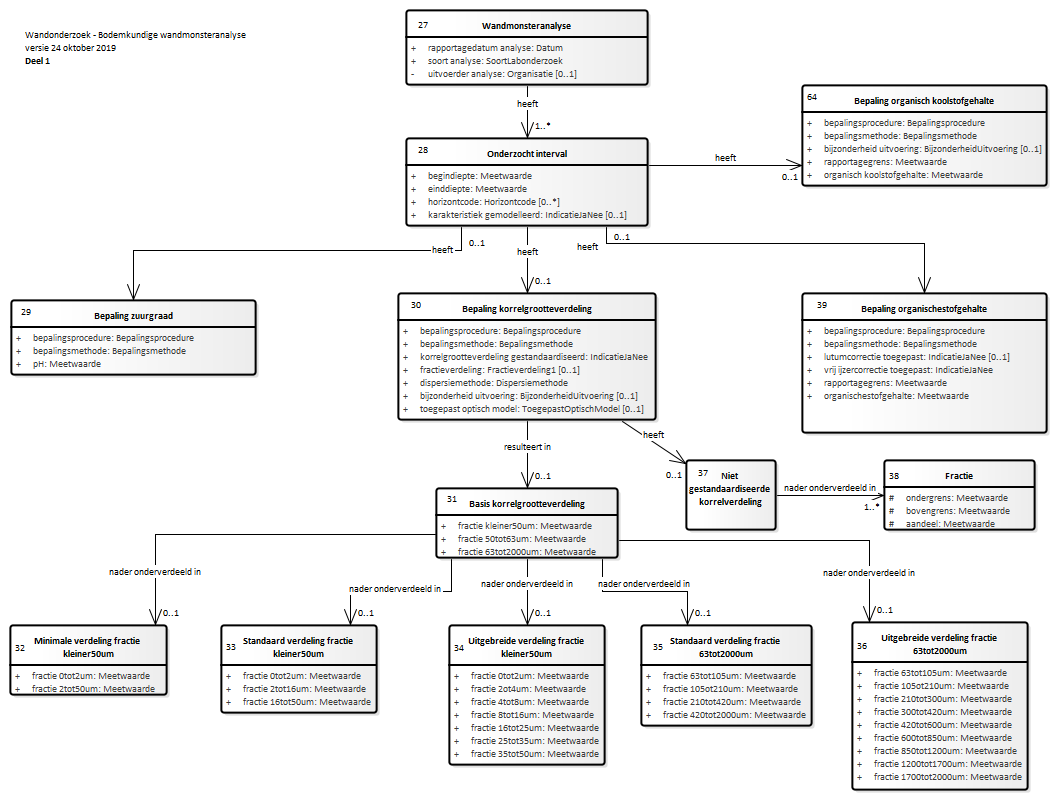 Wandonderzoek - Bodemkundige wandmonsteranalyse
versie 24 oktober 2019
Deel 1
27 Wandmonsteranalyse
+ rapportagedatum analyse: Datum
+ soort analyse: SoortLabonderzoek
- uitvoerder analyse: Organisatie [0..1]
heeft
1..*
64 Bepaling organisch koolstofgehalte
+ bepalingsprocedure: Bepalingsprocedure
+ bepalingsmethode: Bepalingsmethode
+ bijzonderheid uitvoering: BijzonderheidUitvoering [0..1]
+ rapportagegrens: Meetwaarde
+ organisch koolstofgehalte: Meetwaarde
28 Onderzocht interval
+ begindiepte: Meetwaarde
+ einddiepte: Meetwaarde
+ horizontcode: Horizontcode [0..*]
+ karakteristiek gemodelleerd: IndicatieJaNee [0..1]
heeft
0..1
heeft
0..1
heeft
0..1
heeft
0..1
29 Bepaling zuurgraad
+ bepalingsprocedure: Bepalingsprocedure
+ bepalingsmethode: Bepalingsmethode
+ pH: Meetwaarde
30 Bepaling korrelgrootteverdeling
+ bepalingsprocedure: Bepalingsprocedure
+ bepalingsmethode: Bepalingsmethode
+ korrelgrootteverdeling gestandaardiseerd: IndicatieJaNee
+ fractieverdeling: Fractieverdeling1 [0..1]
+ dispersiemethode: Dispersiemethode
+ bijzonderheid uitvoering: BijzonderheidUitvoering [0..1]
+ toegepast optisch model: ToegepastOptischModel [0..1]
39 Bepaling organischestofgehalte
+ bepalingsprocedure: Bepalingsprocedure
+ bepalingsmethode: Bepalingsmethode
+ lutumcorrectie toegepast: IndicatieJaNee [0..1]
+ vrij ijzercorrectie toegepast: IndicatieJaNee
+ rapportagegrens: Meetwaarde
+ organischestofgehalte: Meetwaarde
resulteert in
0..1
heeft
0..1
37 Niet
gestandaardiseerde
korrelverdeling
nader onderverdeeld in
1..*
38 Fractie
# ondergrens: Meetwaarde
# bovengrens: Meetwaarde
# aandeel: Meetwaarde
31 Basis korrelgrootteverdeling
+ fractie kleiner50um: Meetwaarde
+ fractie 50tot63um: Meetwaarde
+ fractie 63tot2000um: Meetwaarde
nader onderverdeeld in
0..1
nader onderverdeeld in
0..1
nader onderverdeeld in
0..1
nader onderverdeeld in
0..1
nader onderverdeeld in
0..1
32 Minimale verdeling fractie
kleiner50um
+ fractie 0tot2um: Meetwaarde
+ fractie 2tot50um: Meetwaarde
33 Standaard verdeling fractie
kleiner50um
+ fractie 0tot2um: Meetwaarde
+ fractie 2tot16um: Meetwaarde
+ fractie 16tot50um: Meetwaarde
34 Uitgebreide verdeling fractie
kleiner50um
+ fractie 0tot2um: Meetwaarde
+ fractie 2ot4um: Meetwaarde
+ fractie 4tot8um: Meetwaarde
+ fractie 8tot16um: Meetwaarde
+ fractie 16tot25um: Meetwaarde
+ fractie 25tot35um: Meetwaarde
+ fractie 35tot50um: Meetwaarde
35 Standaard verdeling fractie
63tot2000um
+ fractie 63tot105um: Meetwaarde
+ fractie 105ot210um: Meetwaarde
+ fractie 210tot420um: Meetwaarde
+ fractie 420tot2000um: Meetwaarde
36 Uitgebreide verdeling fractie
63tot2000um
+ fractie 63tot105um: Meetwaarde
+ fractie 105ot210um: Meetwaarde
+ fractie 210tot300um: Meetwaarde
+ fractie 300tot420um: Meetwaarde
+ fractie 420tot600um: Meetwaarde
+ fractie 600tot850um: Meetwaarde
+ fractie 850tot1200um: Meetwaarde
+ fractie 1200tot1700um: Meetwaarde
+ fractie 1700tot2000um: Meetwaarde